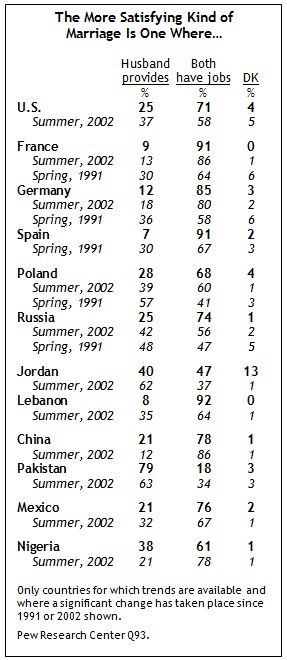 The More Satisfying Kind of
Marriage Is One Where…
Husband Both
provides have jobs DK
% % %
U.S. 25 71 4
Summer, 2002 37 58 5
France 9 91 0
Summer, 2002 13 86 1
Spring, 1991 30 64 6
Germany 12 85 3
Summer, 2002 18 80 2
Spring, 1991 36 58 6
Spain 7 91 2
Spring, 1991 30 67 3
Poland 28 68 4
Summer, 2002 39 60 1
Spring, 1991 57 41 3
Russia 25 74 1
Summer, 2002 42 56 2
Spring, 1991 48 47 5
Jordan 40 47 13
Summer, 2002 62 37 1
Lebanon 8 92 0
Summer, 2002 35 64 1
China 21 78 1
Summer, 2002 12 86 1
Pakistan 79 18 3
Summer, 2002 63 34 3
Mexico 21 76 2
Summer, 2002 32 67 1
Nigeria 38 61 1
Summer, 2002 21 78 1
Only countries for which trends are available and
where a significant change has taken place since
1991 or 2002 shown.
Pew Research Center Q93.